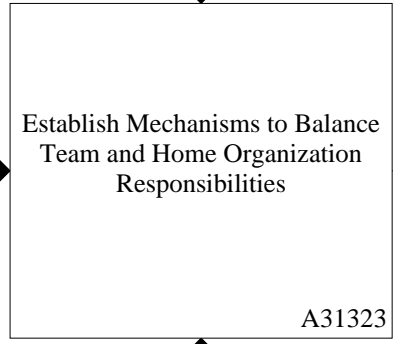 Establish Mechanisms to Balance
Team and Home Organization
Responsibilities
A31323